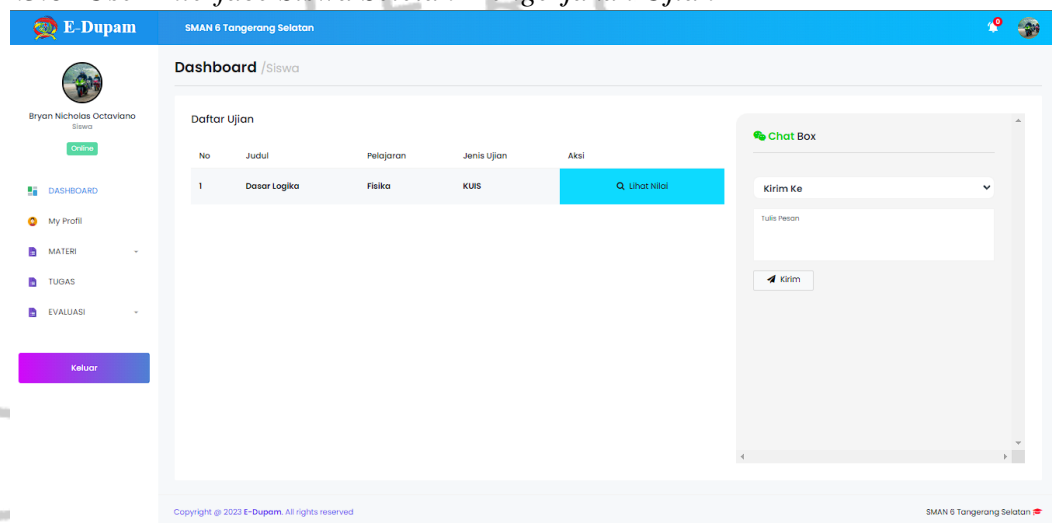 E-Dupam
SMAN 6 Tangerang Selatan
0
Bryan Nicholas Octaviano
Siswa
Online
DASHBOARD
My Profil
MATERI
TUGAS
EVALUASI
Keluar
Dashboard /Siswa
Daftar Ujian
No Judul Pelajaran Jenis Ujian Aksi
1 Dasar Logika Fisika KUIS Lihat Nilai
Chat Box
Kirim Ke
Tulis Pesan
Kirim
Copyright @ 2023 E-Dupam. All rights reserved
SMAN 6 Tangerang Selatan